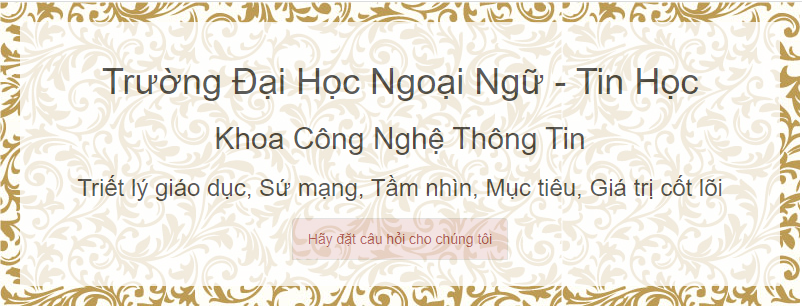 Trường Đại Học Ngoại Ngữ - Tin Học
Khoa Công Nghệ Thông Tin
Triết lý giáo dục, Sứ mạng, Tầm nhìn, Mục tiêu, Giá trị cốt lõi
Hãy đặt câu hỏi cho chúng tôi